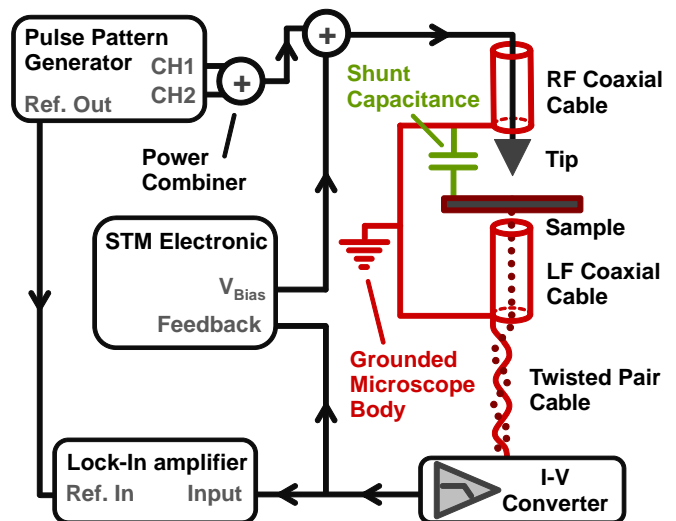 Pulse Pattern
Generator
CH1
CH2
Ref. Out
+
+
Power
Combiner
Shunt
Capacitance
RF Coaxial
Cable
Tip
Sample
STM Electronic
V_Bias
Feedback
LF Coaxial
Cable
Grounded
Microscope
Body
Twisted Pair
Cable
Lock-In amplifier
Ref. In
Input
I-V
Converter